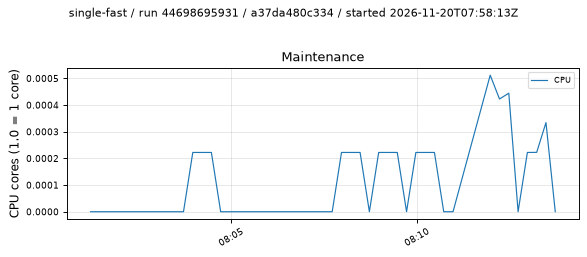 single-fast / run 44698695931 / a37da480c334 / started 2026-11-20T07:58:13Z
Maintenance
CPU
CPU cores (1.0 = 1 core)
0.0005
0.0004
0.0003
0.0002
0.0001
0.0000
08:05
08:10